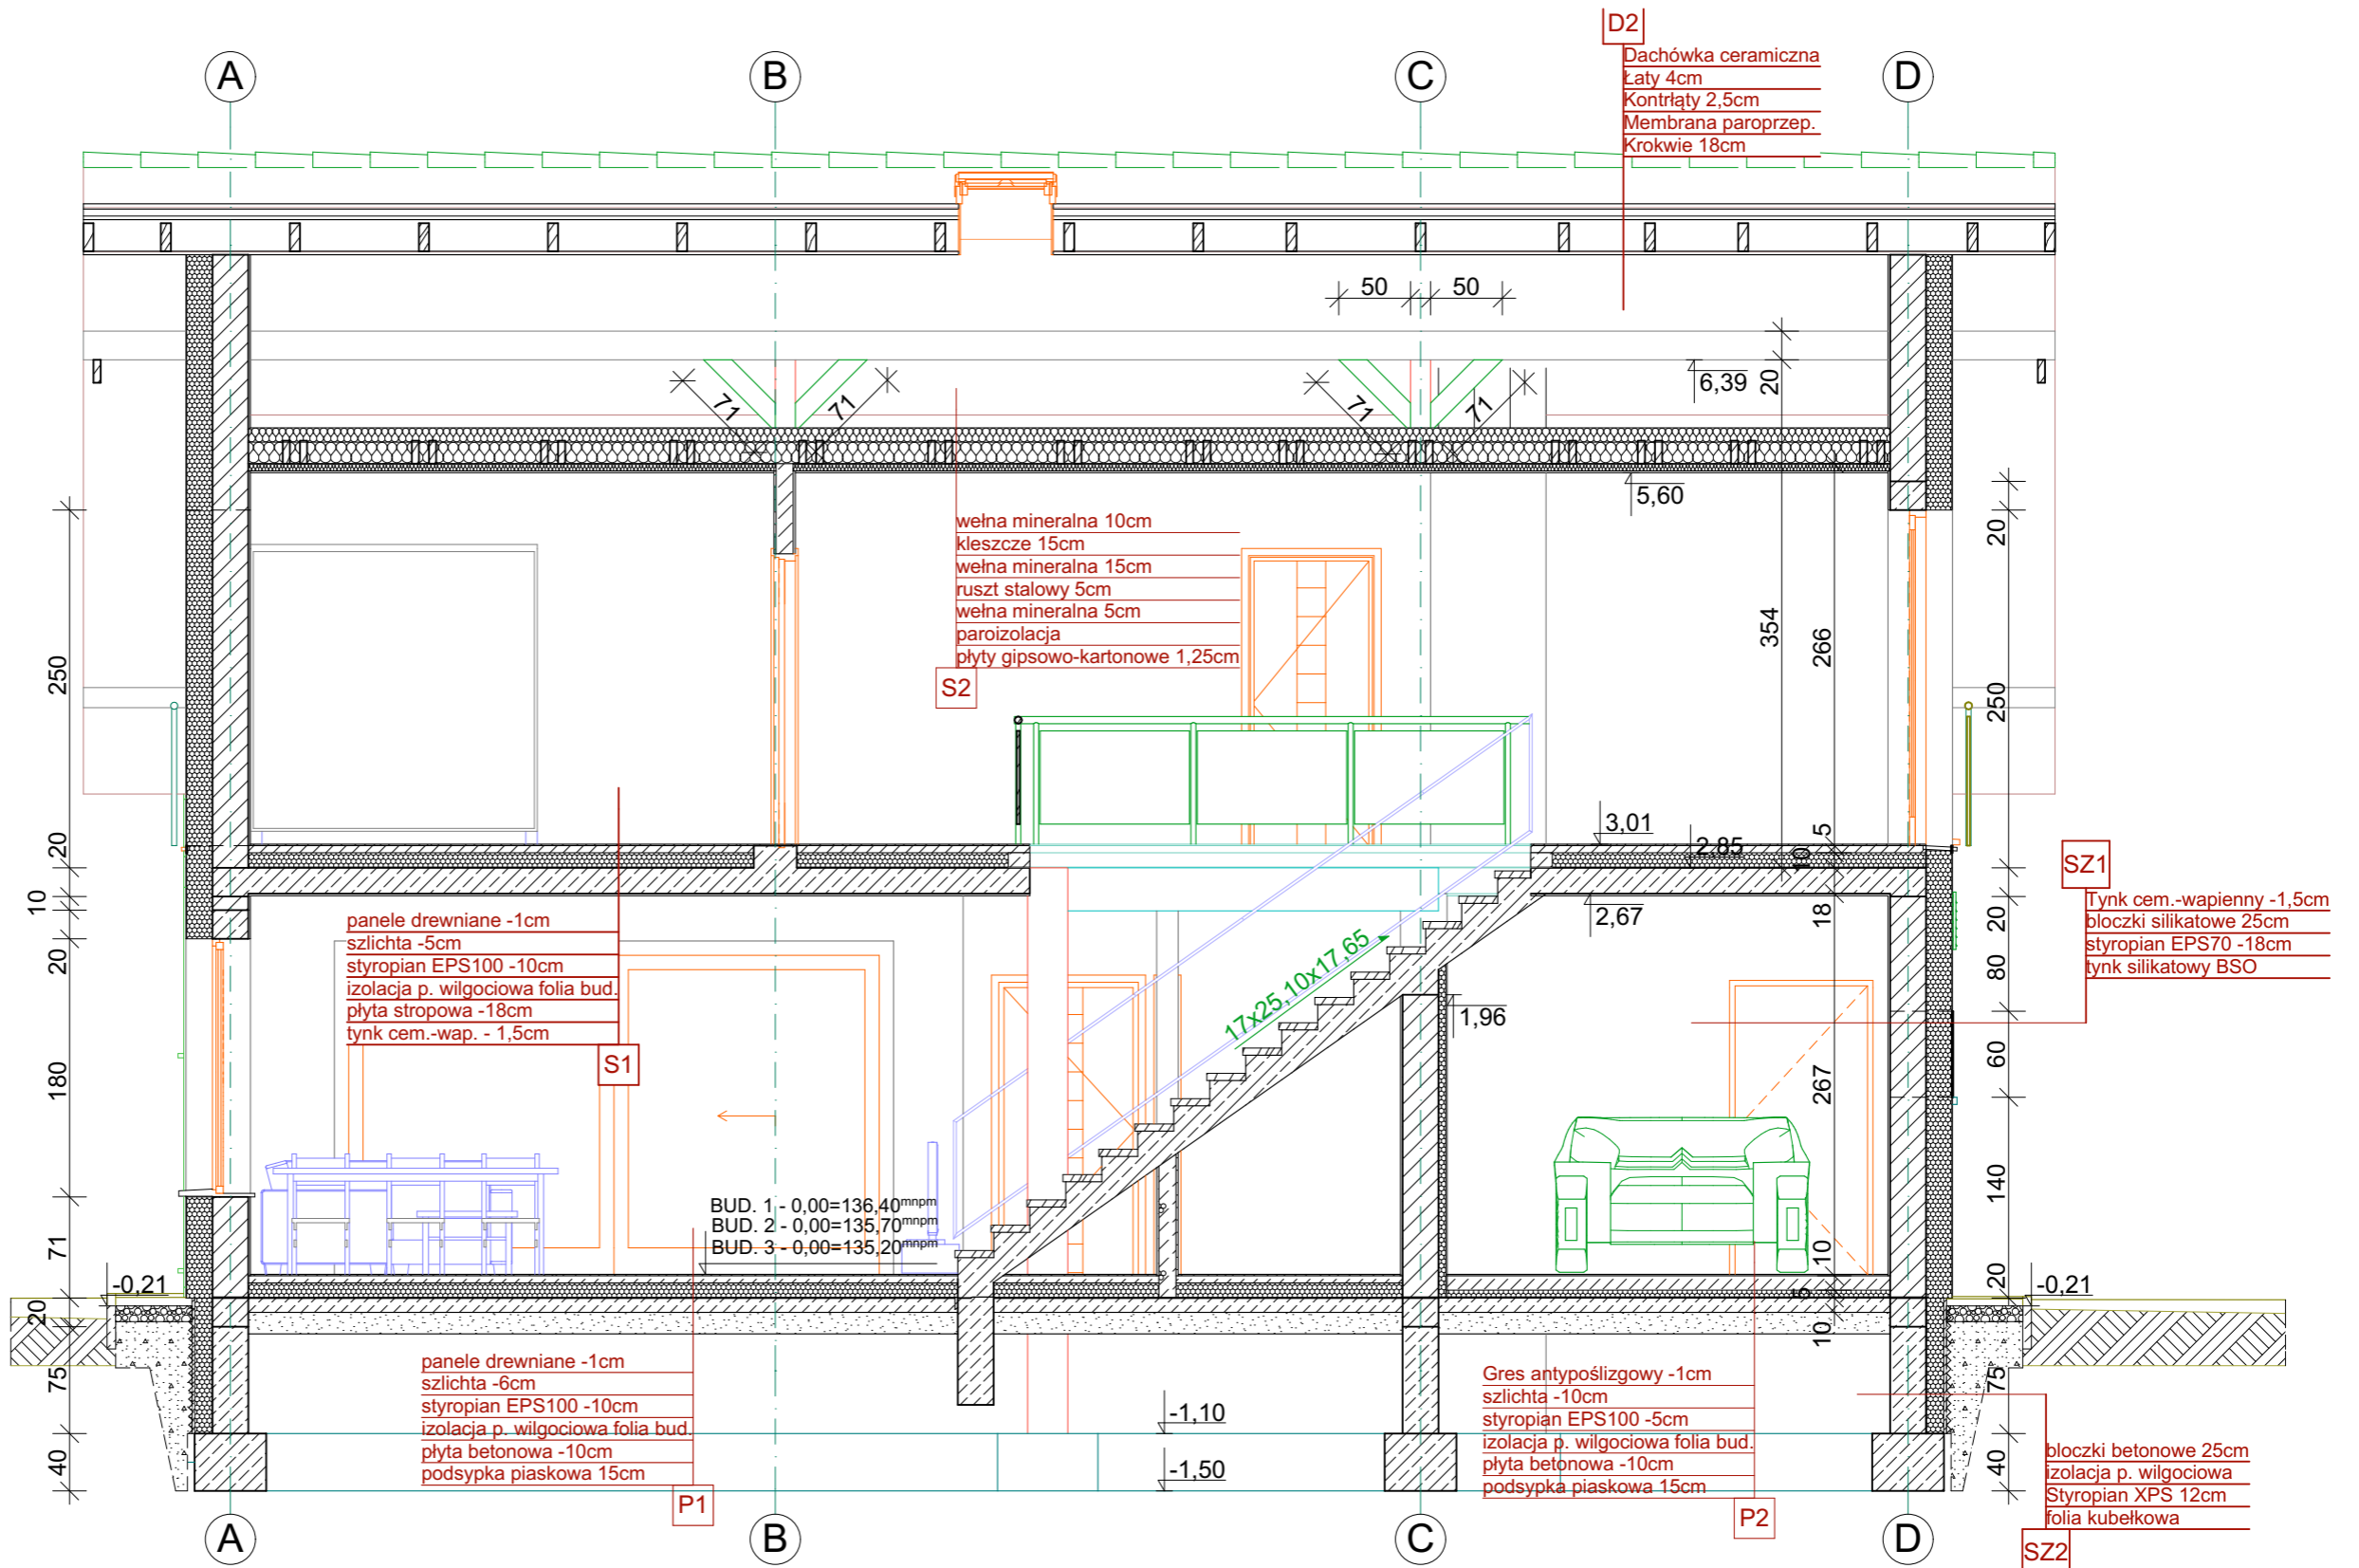 D2
Dachówka ceramiczna
Łaty 4cm
Kontrłąty 2,5cm
Membrana paroprzep.
Krokwie 18cm
A
B
C
D
50
50
71
71
71
71
6,39
20
5,60
wełna mineralna 10cm
kleszcze 15cm
wełna mineralna 15cm
ruszt stalowy 5cm
wełna mineralna 5cm
paroizolacja
płyty gipsowo-kartonowe 1,25cm
S2
354
266
250
20
10
20
180
71
20
75
40
20
250
20
80
60
140
20
75
40
3,01
2,85
5
10
18
2,67
1,96
267
10
5
10
SZ1
Tynk cem.-wapienny -1,5cm
bloczki silikatowe 25cm
styropian EPS70 -18cm
tynk silikatowy BSO
panele drewniane -1cm
szlichta -5cm
styropian EPS100 -10cm
izolacja p. wilgociowa folia bud.
płyta stropowa -18cm
tynk cem.-wap. - 1,5cm
S1
17x25,10x17,65
BUD. 1 - 0,00=136,40mnpm
BUD. 2 - 0,00=135,70mnpm
BUD. 3 - 0,00=135,20mnpm
-0,21
-0,21
panele drewniane -1cm
szlichta -6cm
styropian EPS100 -10cm
izolacja p. wilgociowa folia bud.
płyta betonowa -10cm
podsypka piaskowa 15cm
P1
-1,10
-1,50
Gres antypoślizgowy -1cm
szlichta -10cm
styropian EPS100 -5cm
izolacja p. wilgociowa folia bud.
płyta betonowa -10cm
podsypka piaskowa 15cm
P2
bloczki betonowe 25cm
izolacja p. wilgociowa
Styropian XPS 12cm
folia kubełkowa
SZ2
A
B
C
D